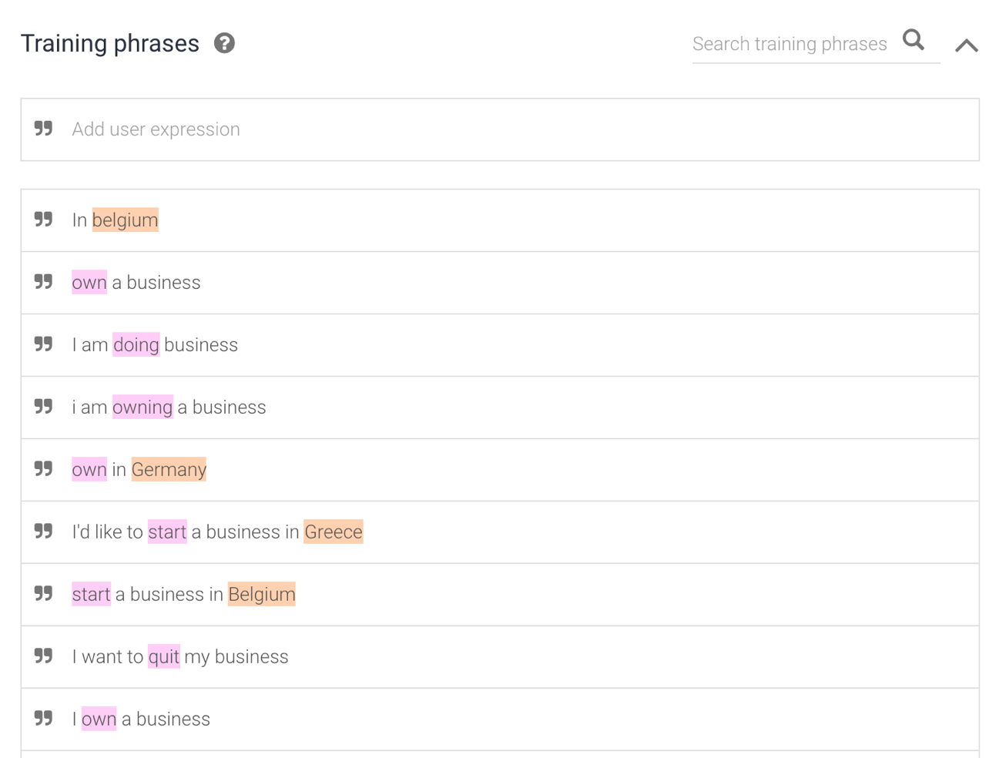 Training phrases ?
Search training phrases
Add user expression
In belgium
own a business
I am doing business
i am owning a business
own in Germany
I'd like to start a business in Greece
start a business in Belgium
I want to quit my business
I own a business